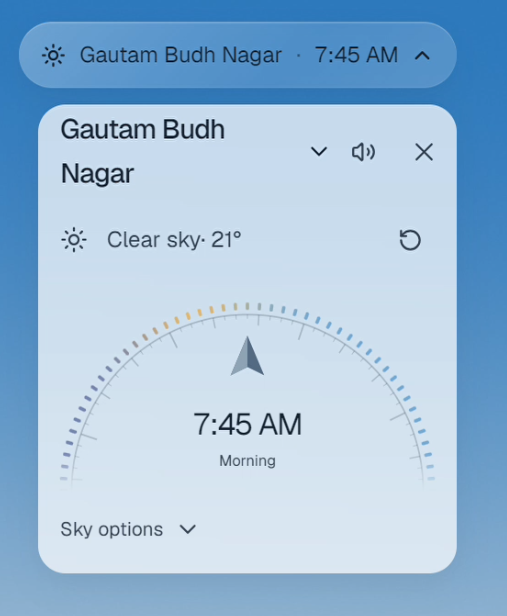 Gautam Budh Nagar · 7:45 AM
Gautam Budh
Nagar
Clear sky· 21°
7:45 AM
Morning
Sky options